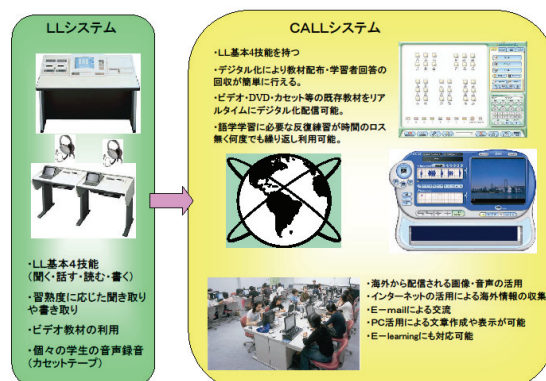 LLシステム
・LL基本4技能
(聞く・話す・読む・書く)
・習熟度に応じた聞き取り
や書き取り
・ビデオ教材の利用
・個々の学生の音声録音
(カセットテープ)
CALLシステム
・LL基本4技能を持つ
・デジタル化により教材配布・学習者回答の
回収が簡単に行える。
・ビデオ・DVD・カセット等の既存教材をリア
ルタイムにデジタル化配信可能。
・語学学習に必要な反復練習が時間のロス
無く何度でも繰り返し利用可能。
・海外から配信される画像・音声の活用
・インターネットの活用による海外情報の収集
・E－mailによる交流
・PC活用による文章作成や表示が可能
・E－learningにも対応可能